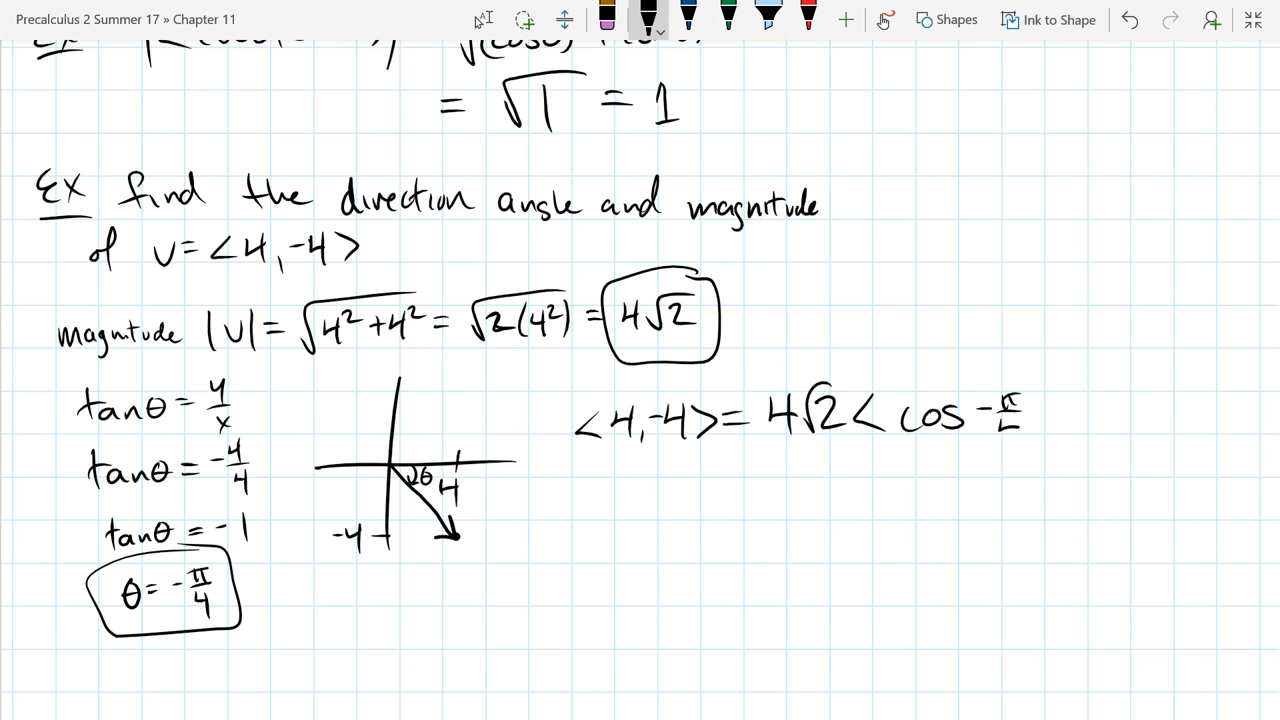 Precalculus 2 Summer 17 » Chapter 11
Shapes
Ink to Shape
= √1 = 1
Ex find the direction angle and magnitude
of v = <4, -4>
magnitude |v| = √4² + 4² = √2(4²) = 4√2
tanθ = y/x
<4, -4> = 4√2 < cos -π/
tanθ = -4/4
θ
4
tanθ = -1
-4
θ = -π/4